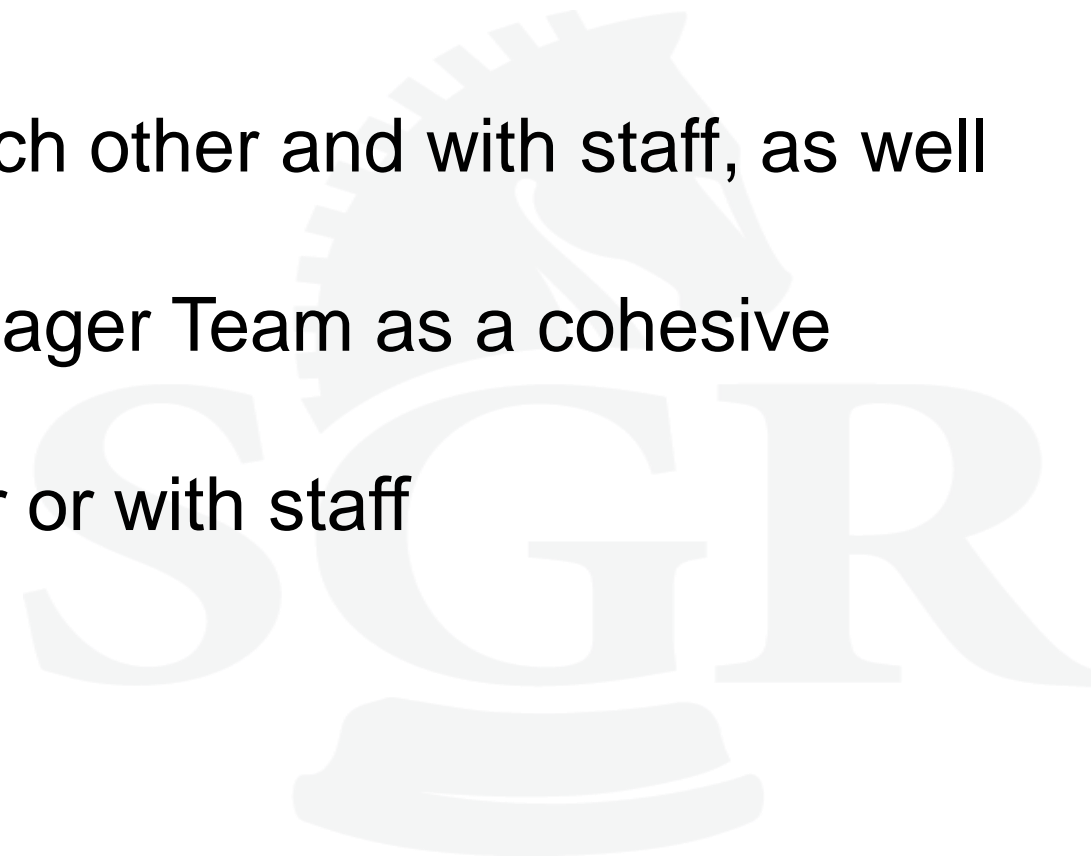 ch other and with staff, as well
ager Team as a cohesive
r or with staff
SGR